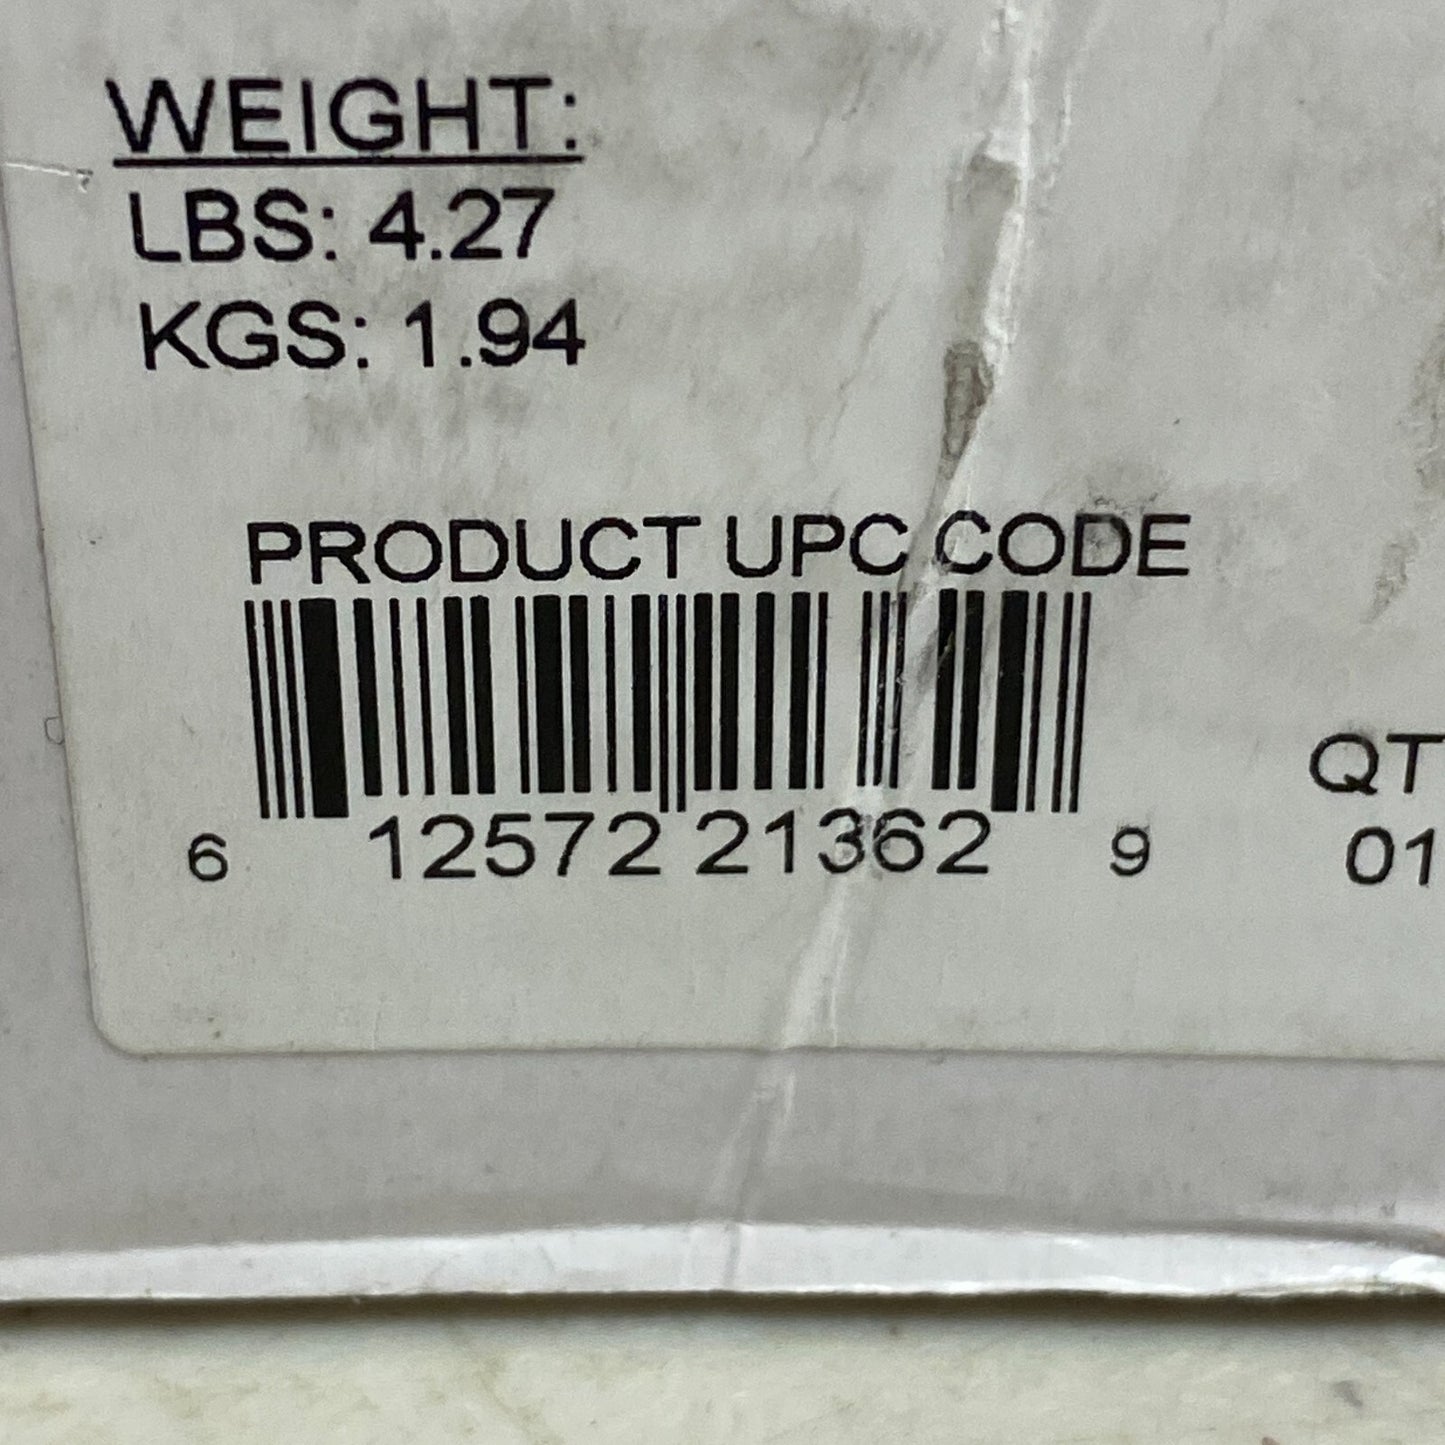 WEIGHT:
LBS: 4.27
KGS: 1.94
PRODUCT UPC CODE
6 12572 21362 9
QT
01